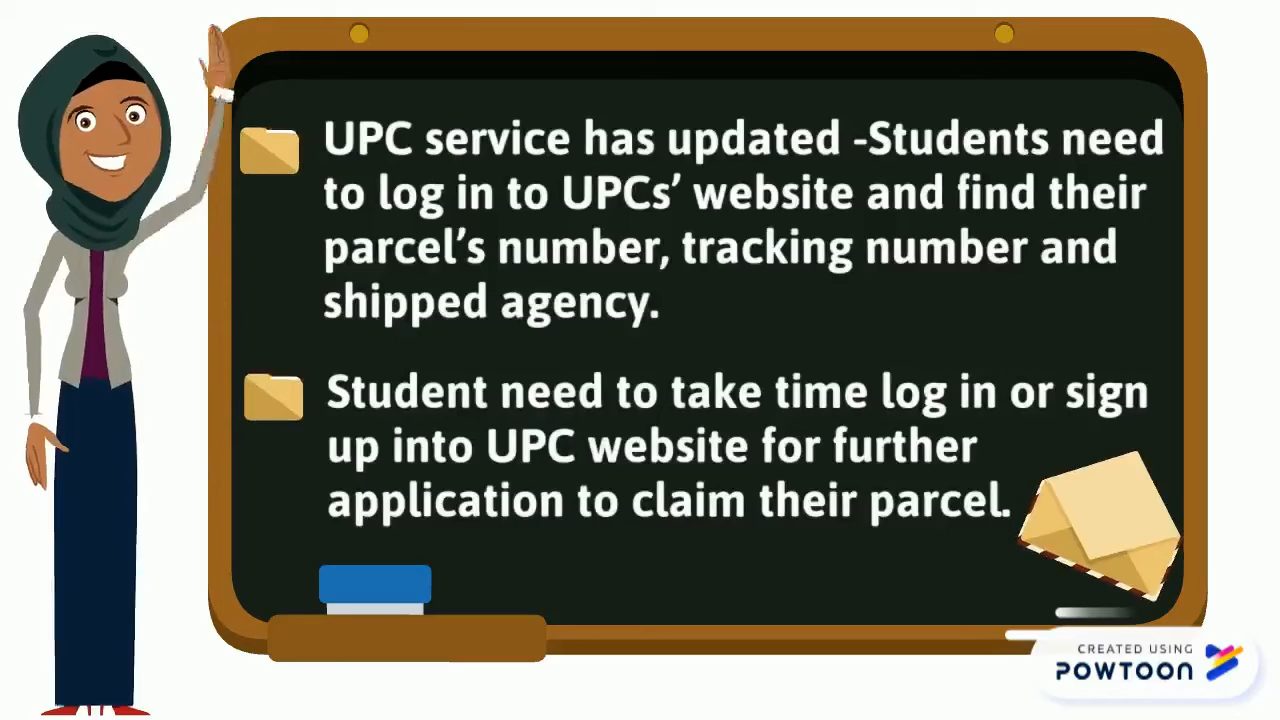 UPC service has updated -Students need
to log in to UPCs’ website and find their
parcel’s number, tracking number and
shipped agency.
Student need to take time log in or sign
up into UPC website for further
application to claim their parcel.
CREATED USING
POWTOON